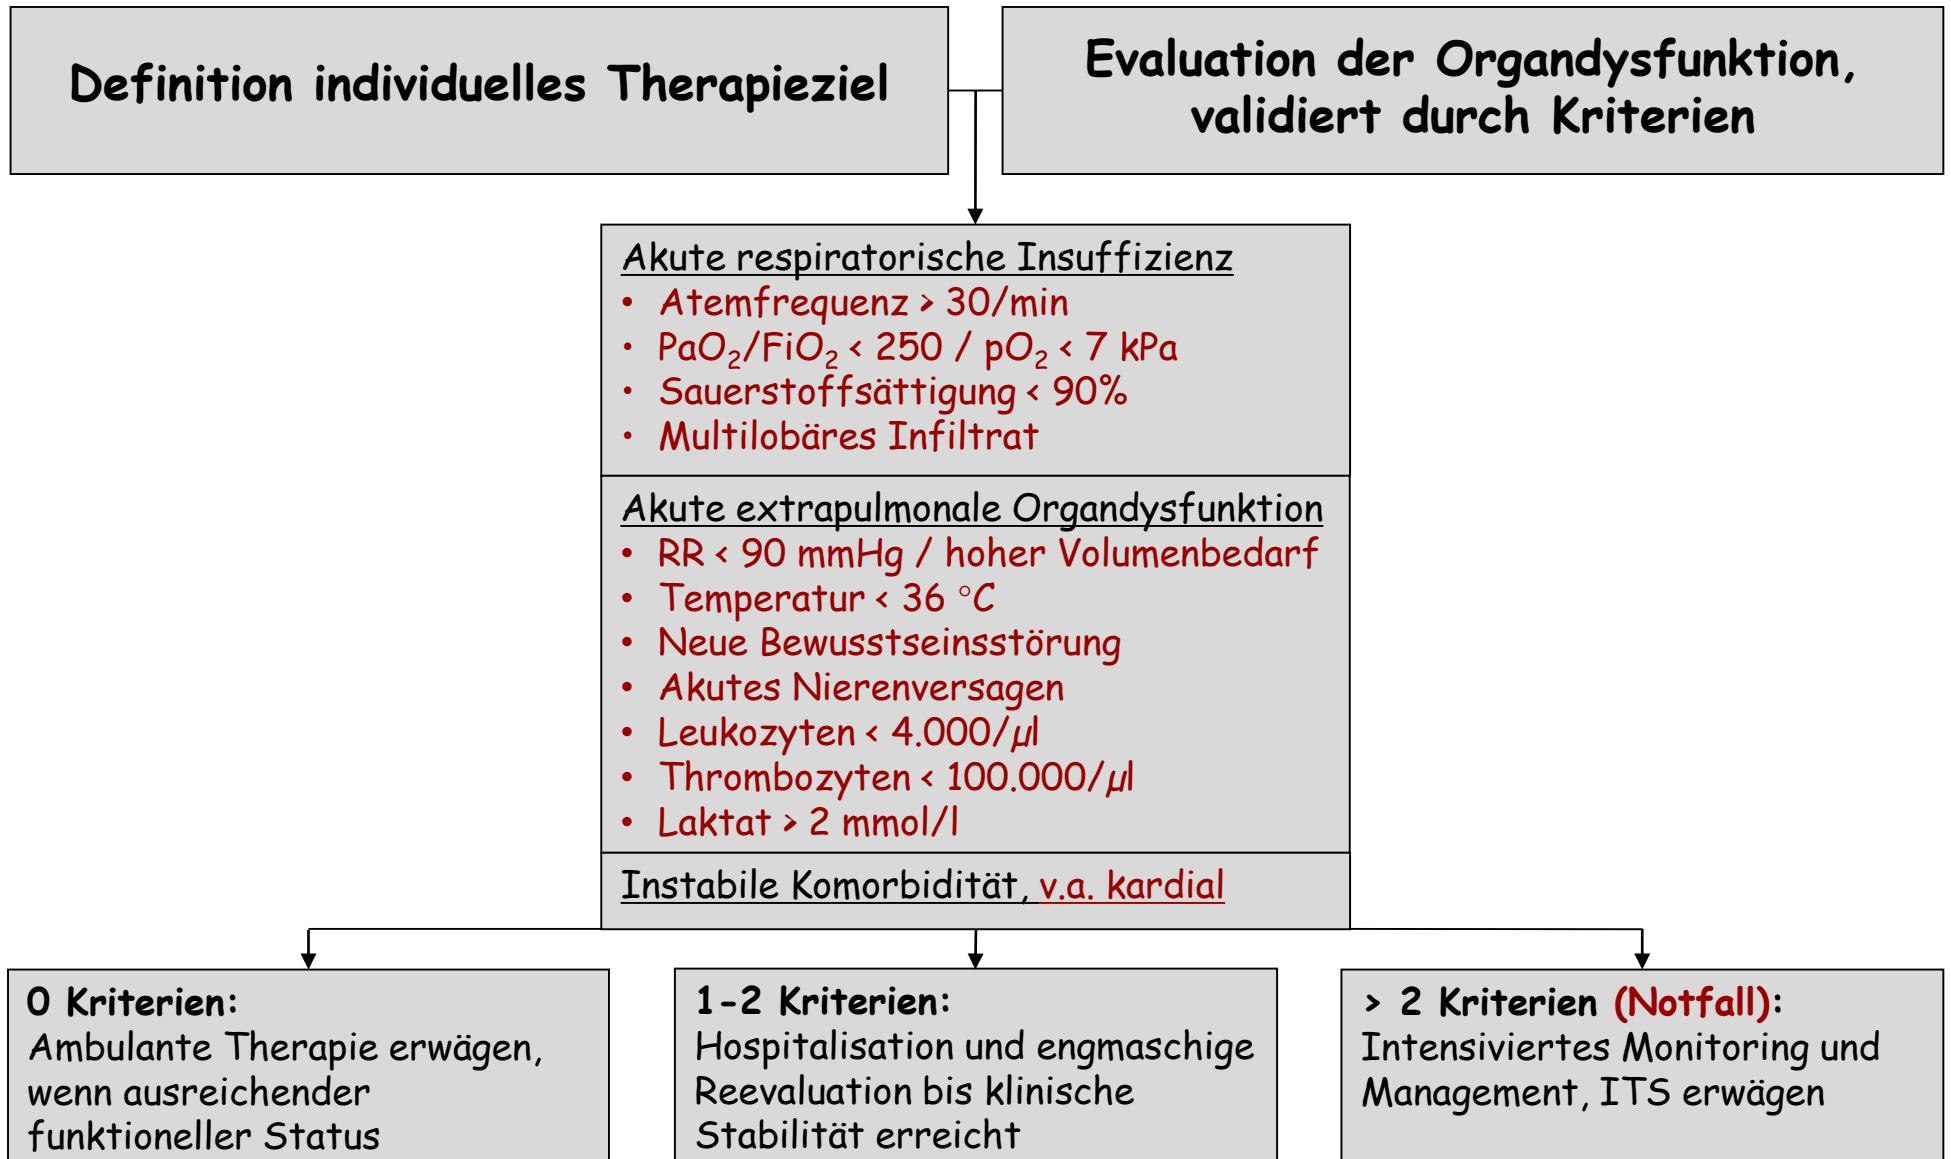 Definition individuelles Therapieziel
Evaluation der Organdysfunktion,
validiert durch Kriterien
Akute respiratorische Insuffizienz
• Atemfrequenz > 30/min
• PaO₂/FiO₂ < 250 / pO₂ < 7 kPa
• Sauerstoffsättigung < 90%
• Multilobäres Infiltrat
Akute extrapulmonale Organdysfunktion
• RR < 90 mmHg / hoher Volumenbedarf
• Temperatur < 36 °C
• Neue Bewusstseinsstörung
• Akutes Nierenversagen
• Leukozyten < 4.000/µl
• Thrombozyten < 100.000/µl
• Laktat > 2 mmol/l
Instabile Komorbidität, v.a. kardial
0 Kriterien:
Ambulante Therapie erwägen,
wenn ausreichender
funktioneller Status
1-2 Kriterien:
Hospitalisation und engmaschige
Reevaluation bis klinische
Stabilität erreicht
> 2 Kriterien (Notfall):
Intensiviertes Monitoring und
Management, ITS erwägen